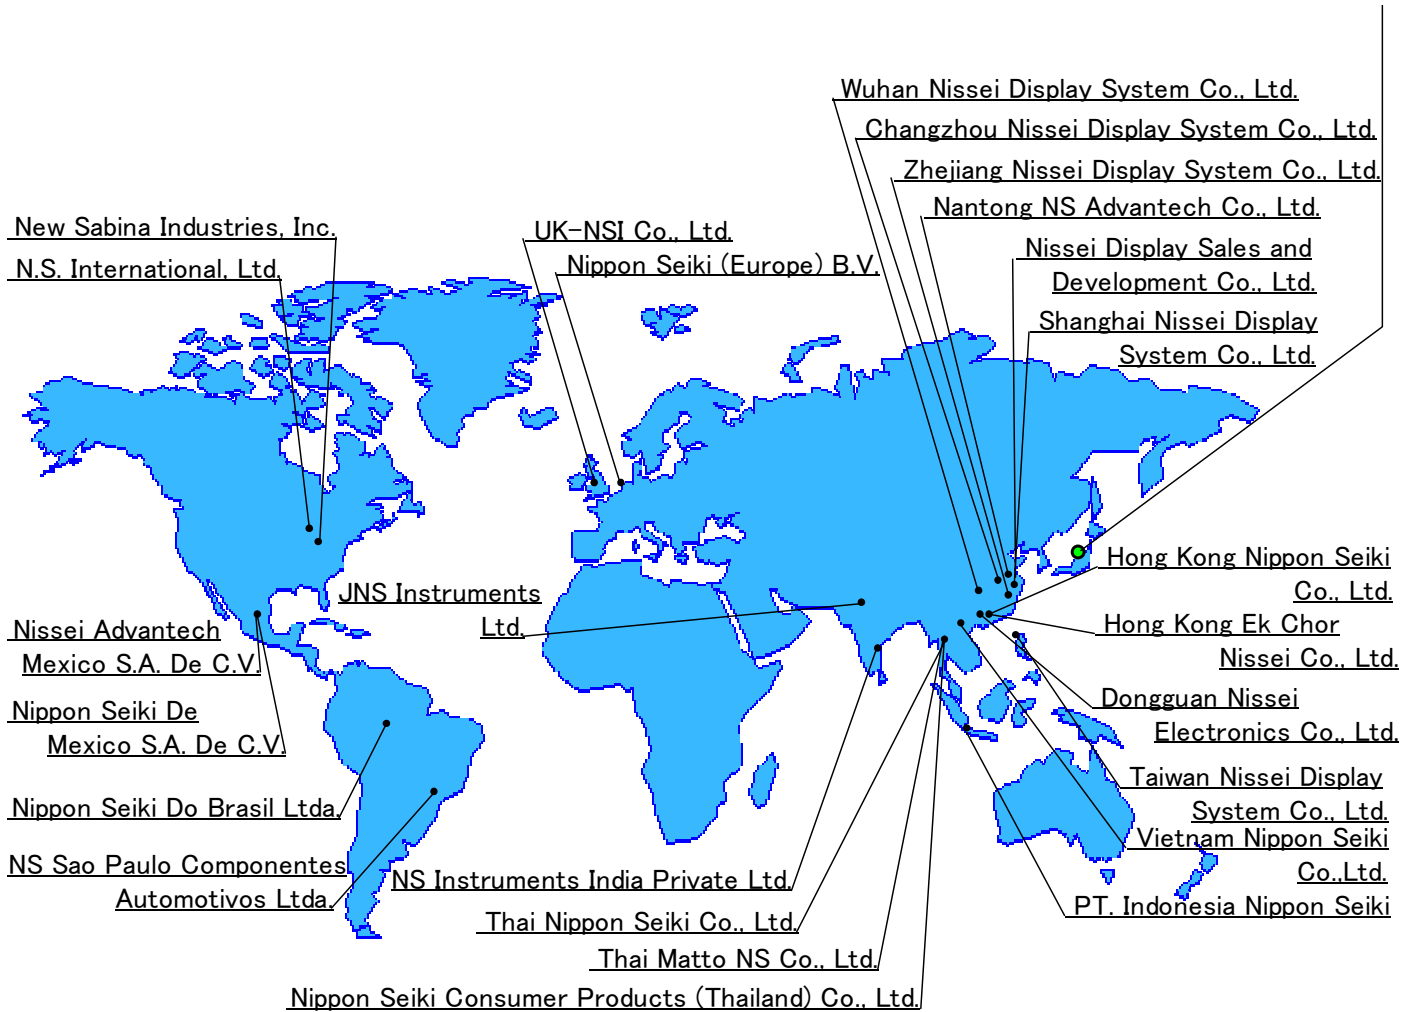 Wuhan Nissei Display System Co., Ltd.
Changzhou Nissei Display System Co., Ltd.
Zhejiang Nissei Display System Co., Ltd.
Nantong NS Advantech Co., Ltd.
Nissei Display Sales and
Development Co., Ltd.
Shanghai Nissei Display
System Co., Ltd.
New Sabina Industries, Inc.
N.S. International, Ltd.
UK-NSI Co., Ltd.
Nippon Seiki (Europe) B.V.
JNS Instruments
Ltd.
Hong Kong Nippon Seiki
Co., Ltd.
Hong Kong Ek Chor
Nissei Co., Ltd.
Dongguan Nissei
Electronics Co., Ltd.
Taiwan Nissei Display
System Co., Ltd.
Vietnam Nippon Seiki
Co.,Ltd.
PT. Indonesia Nippon Seiki
Nissei Advantech
Mexico S.A. De C.V.
Nippon Seiki De
Mexico S.A. De C.V.
Nippon Seiki Do Brasil Ltda.
NS Sao Paulo Componentes
Automotivos Ltda.
NS Instruments India Private Ltd.
Thai Nippon Seiki Co., Ltd.
Thai Matto NS Co., Ltd.
Nippon Seiki Consumer Products (Thailand) Co., Ltd.